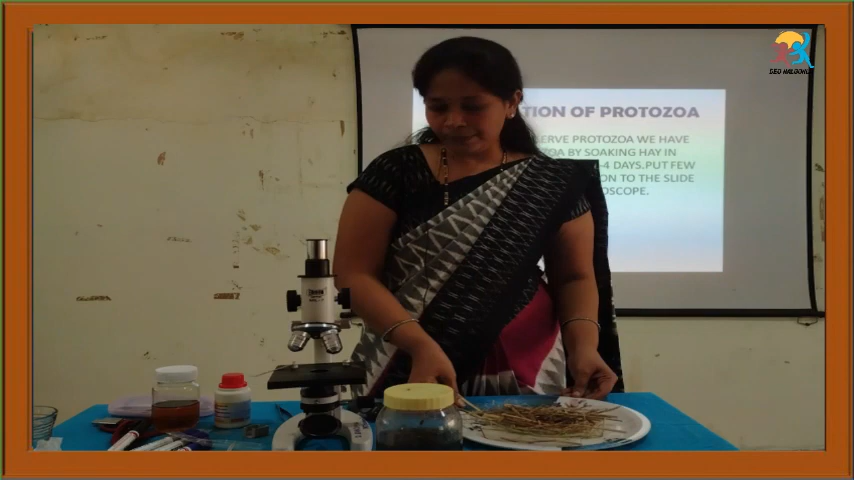 DEO NALGONDA
TION OF PROTOZOA
SERVE PROTOZOA WE HAVE
ZOA BY SOAKING HAY IN
-4 DAYS.PUT FEW
ON TO THE SLIDE
OSCOPE.